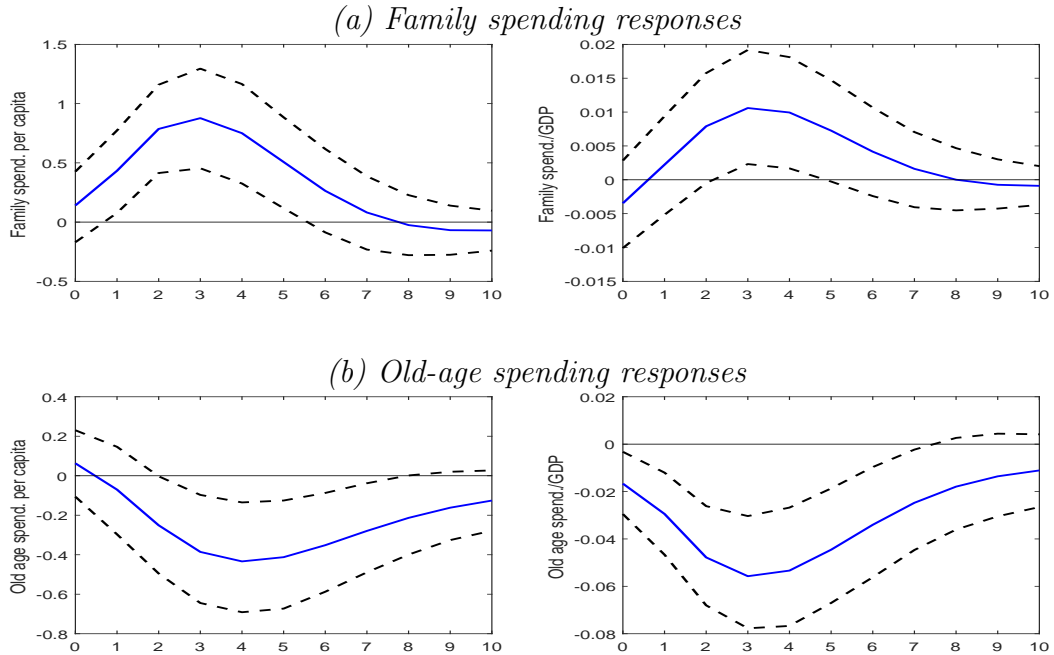 (a) Family spending responses
Family spend. per capita
1.5
1
0.5
0
-0.5
0 1 2 3 4 5 6 7 8 9 10
Family spend./GDP
0.02
0.015
0.01
0.005
0
-0.005
-0.01
-0.015
0 1 2 3 4 5 6 7 8 9 10
(b) Old-age spending responses
Old age spend. per capita
0.4
0.2
0
-0.2
-0.4
-0.6
-0.8
0 1 2 3 4 5 6 7 8 9 10
Old age spend./GDP
0.02
0
-0.02
-0.04
-0.06
-0.08
0 1 2 3 4 5 6 7 8 9 10